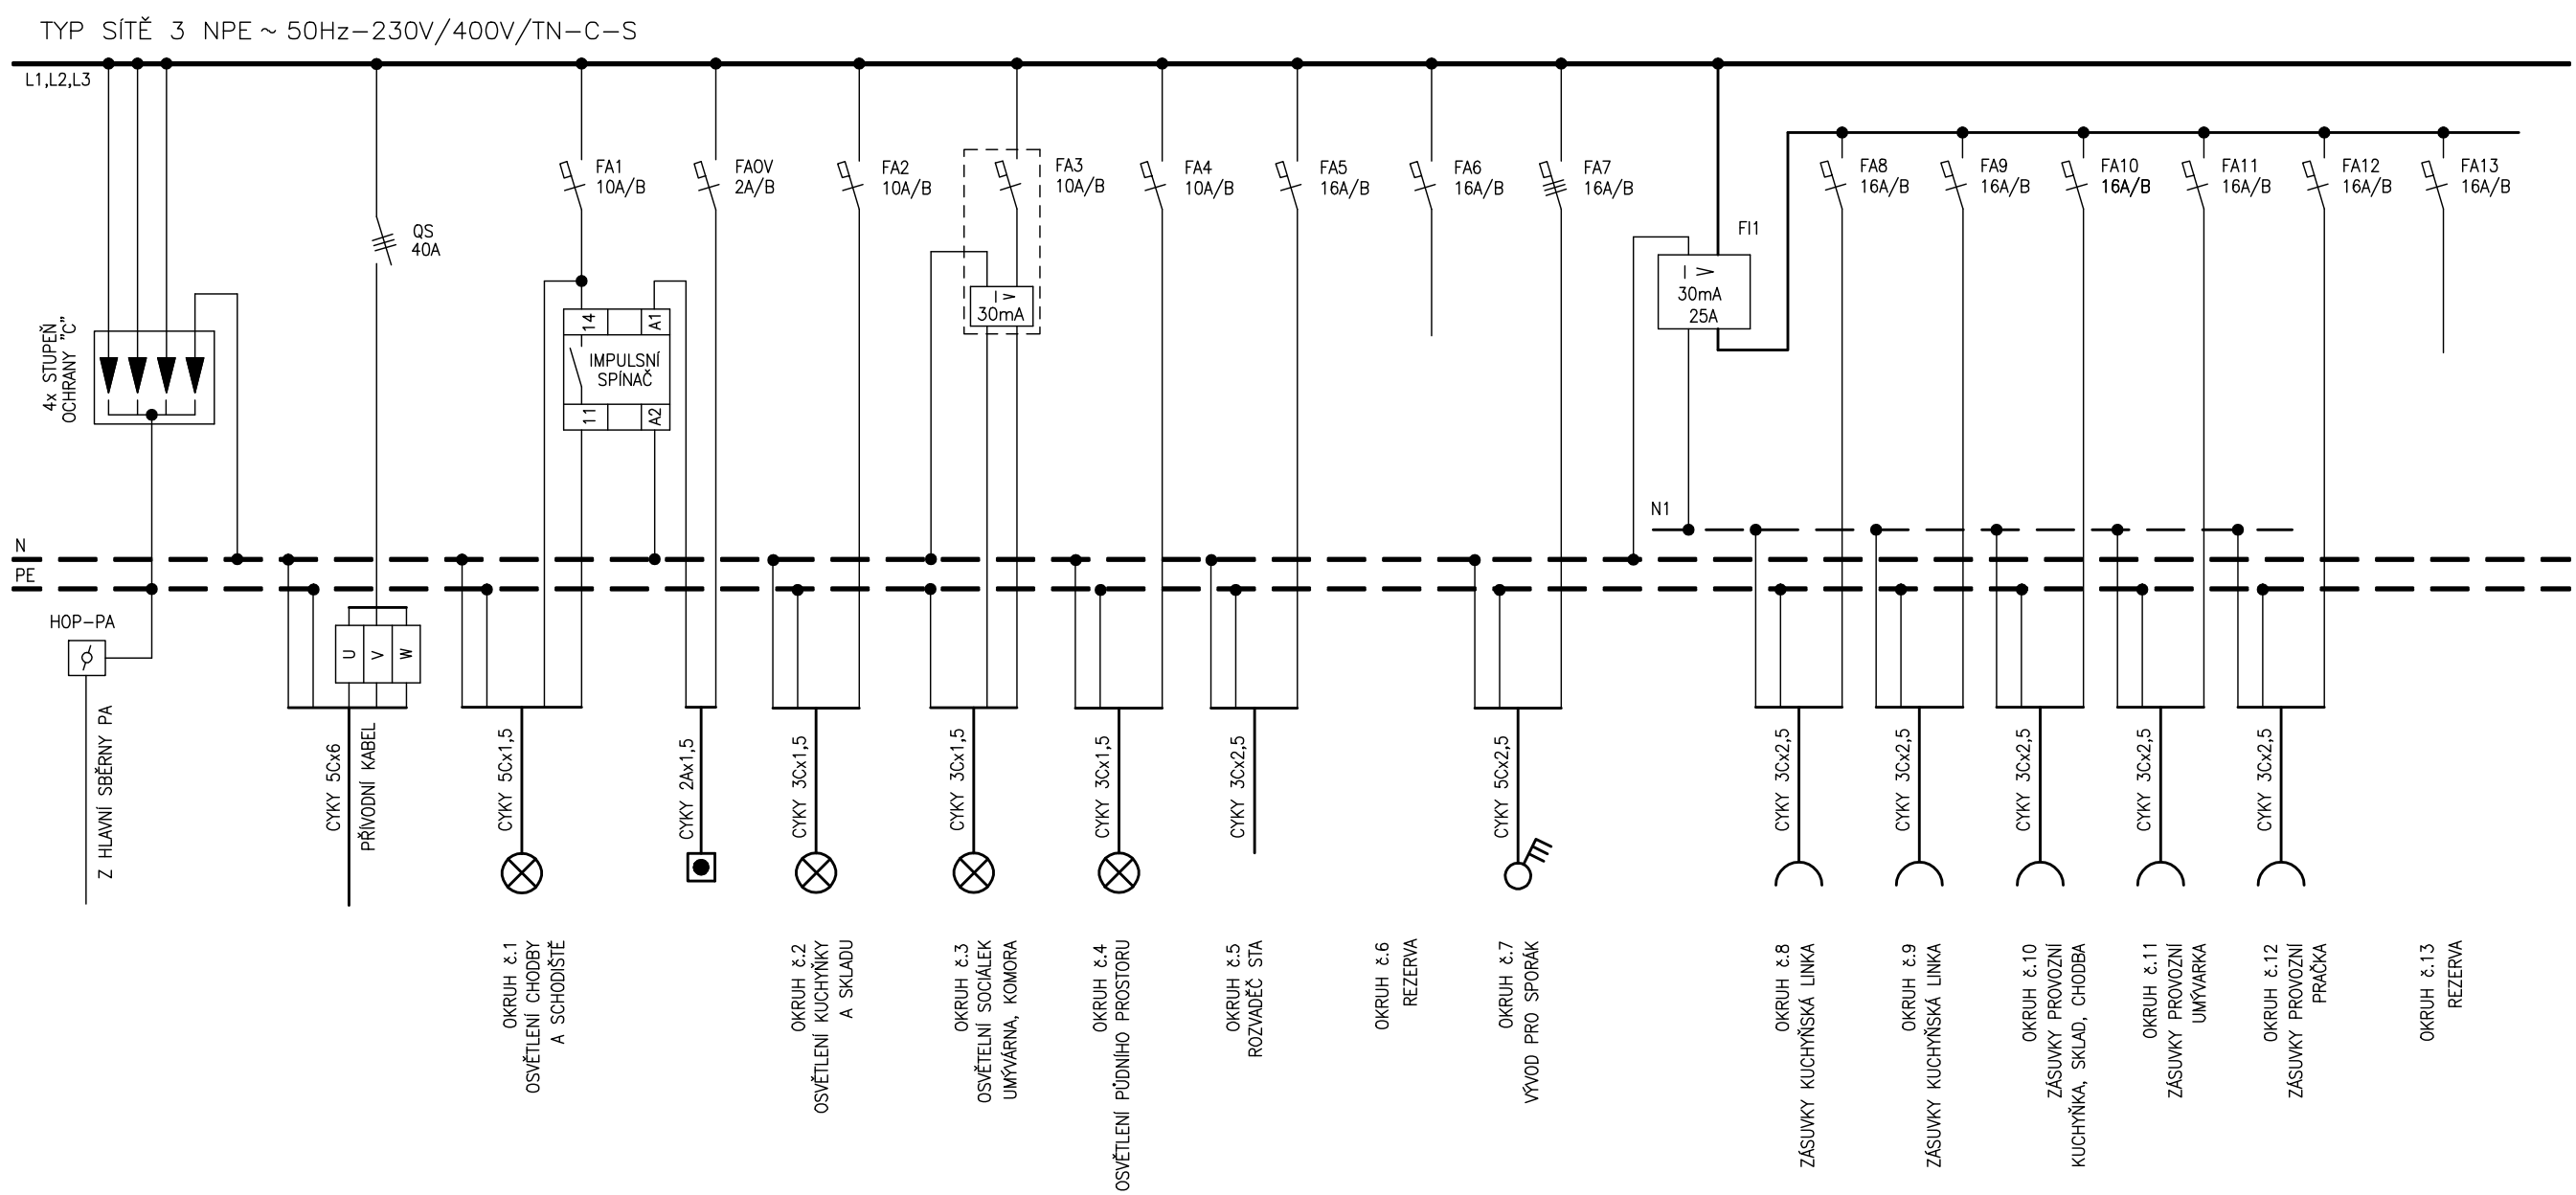 TYP SÍTĚ 3 NPE ~ 50Hz-230V/400V/TN-C-S
L1,L2,L3
4x STUPEŇ
OCHRANY "C"
QS
40A
FA1
10A/B
FA0V
2A/B
FA2
10A/B
FA3
10A/B
FA4
10A/B
FA5
16A/B
FA6
16A/B
FA7
16A/B
FI1
FA8
16A/B
FA9
16A/B
FA10
16A/B
FA11
16A/B
FA12
16A/B
FA13
16A/B
14
A1
IMPULSNÍ
SPÍNAČ
11
A2
I >
30mA
I >
30mA
25A
N1
N
PE
HOP-PA
U
V
W
Z HLAVNÍ SBĚRNY PA
CYKY 5Cx6
PŘÍVODNÍ KABEL
CYKY 5Cx1,5
CYKY 2Ax1,5
CYKY 3Cx1,5
CYKY 3Cx1,5
CYKY 3Cx1,5
CYKY 3Cx2,5
CYKY 5Cx2,5
CYKY 3Cx2,5
CYKY 3Cx2,5
CYKY 3Cx2,5
CYKY 3Cx2,5
CYKY 3Cx2,5
OKRUH č.1
OSVĚTLENÍ CHODBY
A SCHODIŠTĚ
OKRUH č.2
OSVĚTLENÍ KUCHYŇKY
A SKLADU
OKRUH č.3
OSVĚTELNÍ SOCIÁLEK
UMÝVÁRNA, KOMORA
OKRUH č.4
OSVĚTLENÍ PŮDNÍHO PROSTORU
OKRUH č.5
ROZVADĚČ STA
OKRUH č.6
REZERVA
OKRUH č.7
VÝVOD PRO SPORÁK
OKRUH č.8
ZÁSUVKY KUCHYŇSKÁ LINKA
OKRUH č.9
ZÁSUVKY KUCHYŇSKÁ LINKA
OKRUH č.10
ZÁSUVKY PROVOZNÍ
KUCHYŇKA, SKLAD, CHODBA
OKRUH č.11
ZÁSUVKY PROVOZNÍ
UMÝVARKA
OKRUH č.12
ZÁSUVKY PROVOZNÍ
PRAČKA
OKRUH č.13
REZERVA